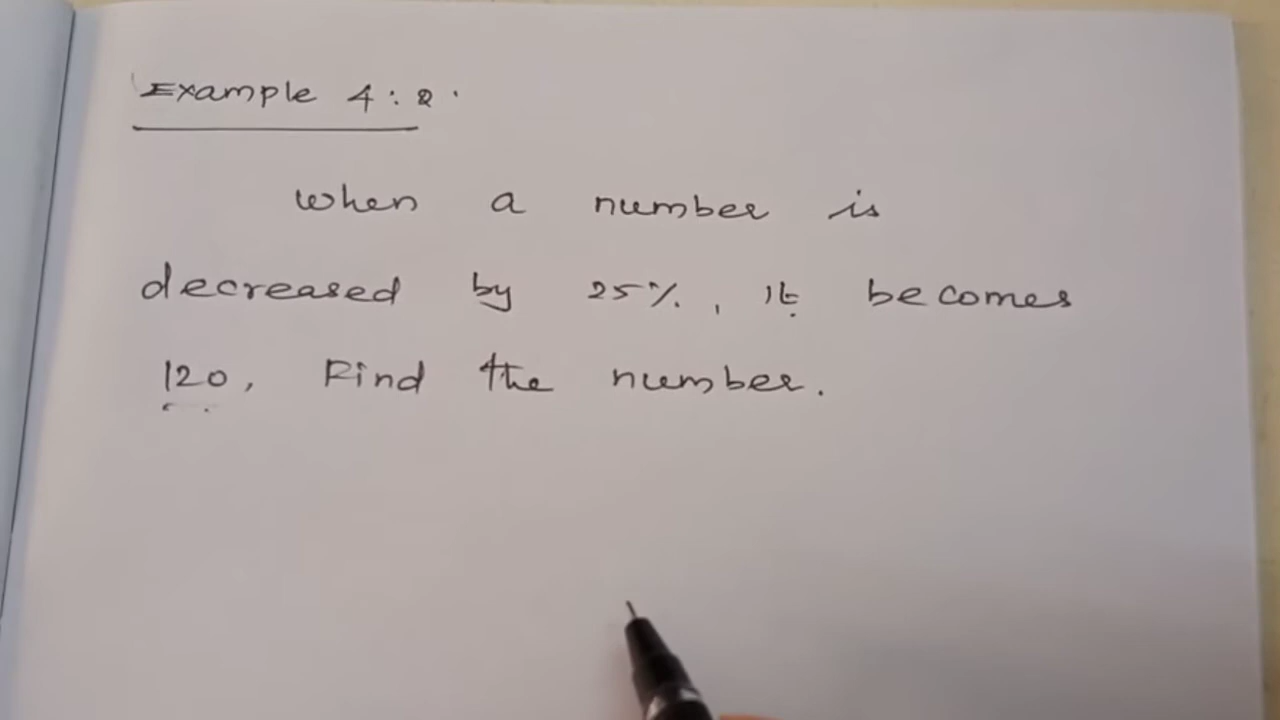 Example 4:2.
when a number is
decreased by 25%, it becomes
120, Find the number.